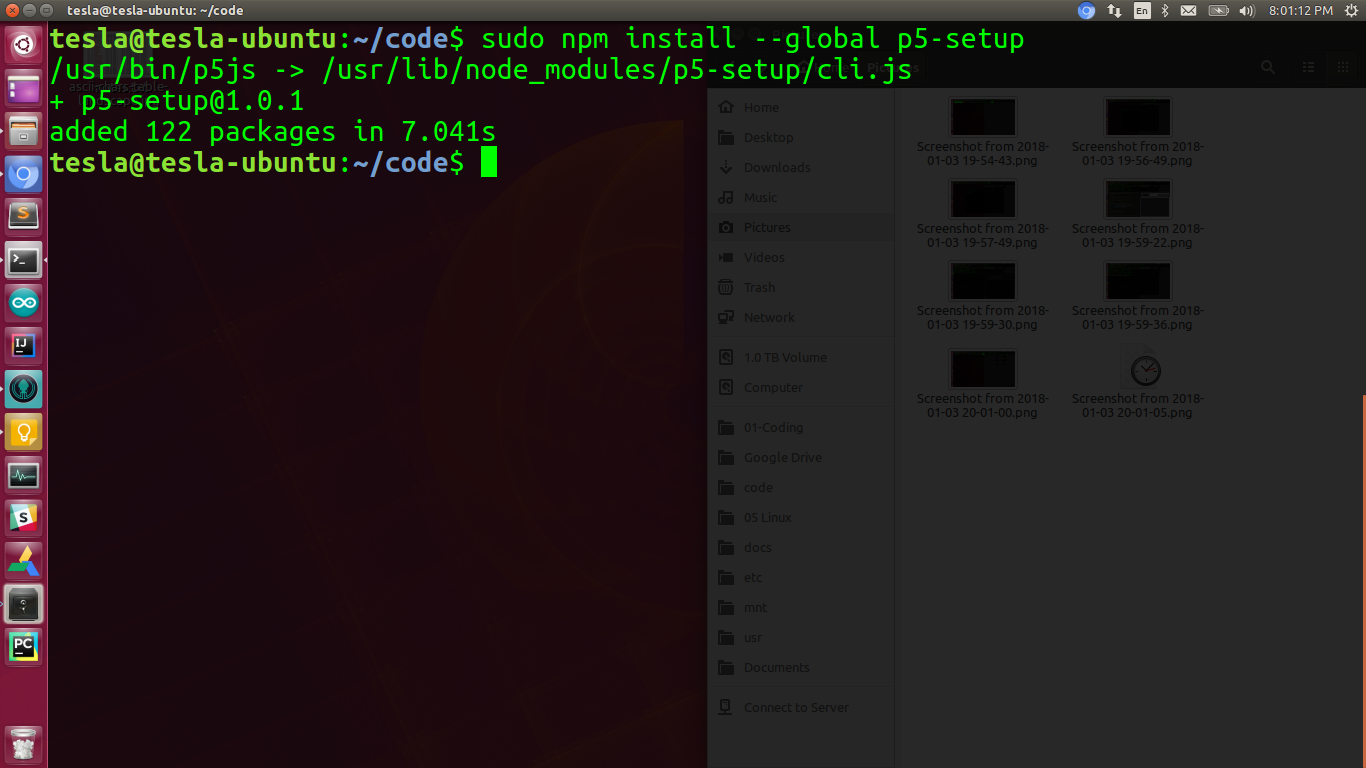 tesla@tesla-ubuntu: ~/code
En
8:01:12 PM
tesla@tesla-ubuntu:~/code$ sudo npm install --global p5-setup
/usr/bin/p5js -> /usr/lib/node_modules/p5-setup/cli.js
+ p5-setup@1.0.1
added 122 packages in 7.041s
tesla@tesla-ubuntu:~/code$
Pictures
Home
Desktop
Downloads
Music
Pictures
Videos
Trash
Network
1.0 TB Volume
Computer
01-Coding
Google Drive
code
05 Linux
docs
etc
mnt
usr
Documents
Connect to Server
Screenshot from 2018-
01-03 19-54-43.png
Screenshot from 2018-
01-03 19-56-49.png
Screenshot from 2018-
01-03 19-57-49.png
Screenshot from 2018-
01-03 19-59-22.png
Screenshot from 2018-
01-03 19-59-30.png
Screenshot from 2018-
01-03 19-59-36.png
Screenshot from 2018-
01-03 20-01-00.png
Screenshot from 2018-
01-03 20-01-05.png
S
IJ
S
PC